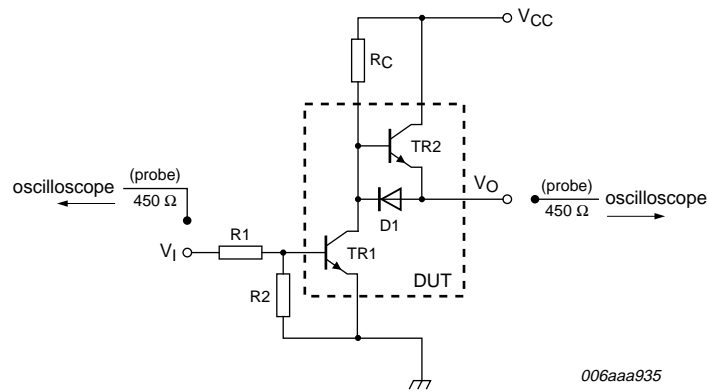 VCC
RC
TR2
(probe)
oscilloscope
450 Ω
VO
(probe)
oscilloscope
450 Ω
D1
R1
VI
TR1
R2
DUT
006aaa935